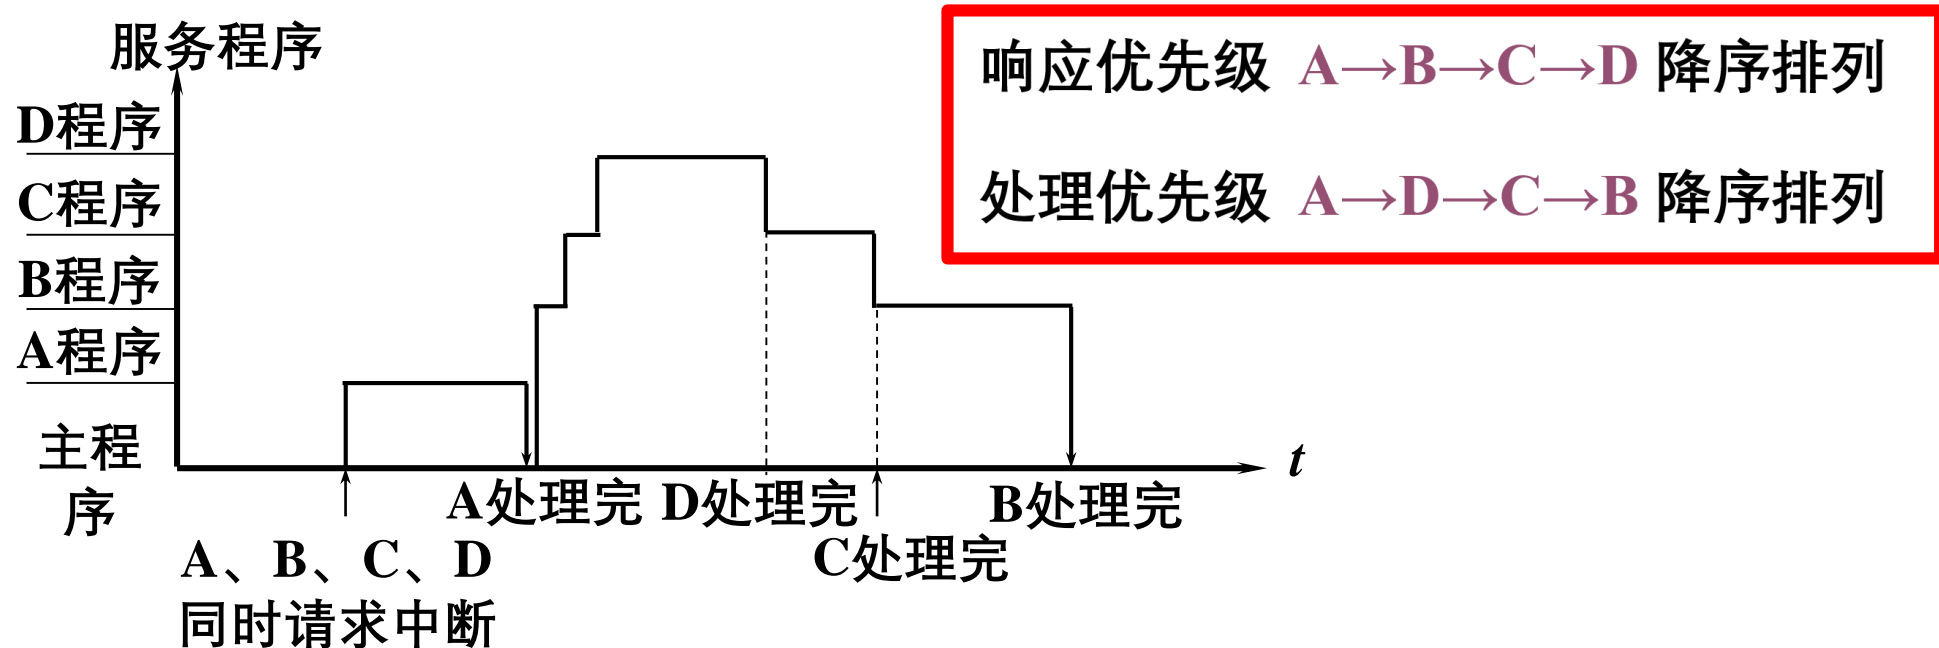 服务程序
响应优先级 A→B→C→D 降序排列
D程序
C程序
处理优先级 A→D→C→B 降序排列
B程序
A程序
主程
序
t
A处理完 D处理完 B处理完
C处理完
A、B、C、D
同时请求中断